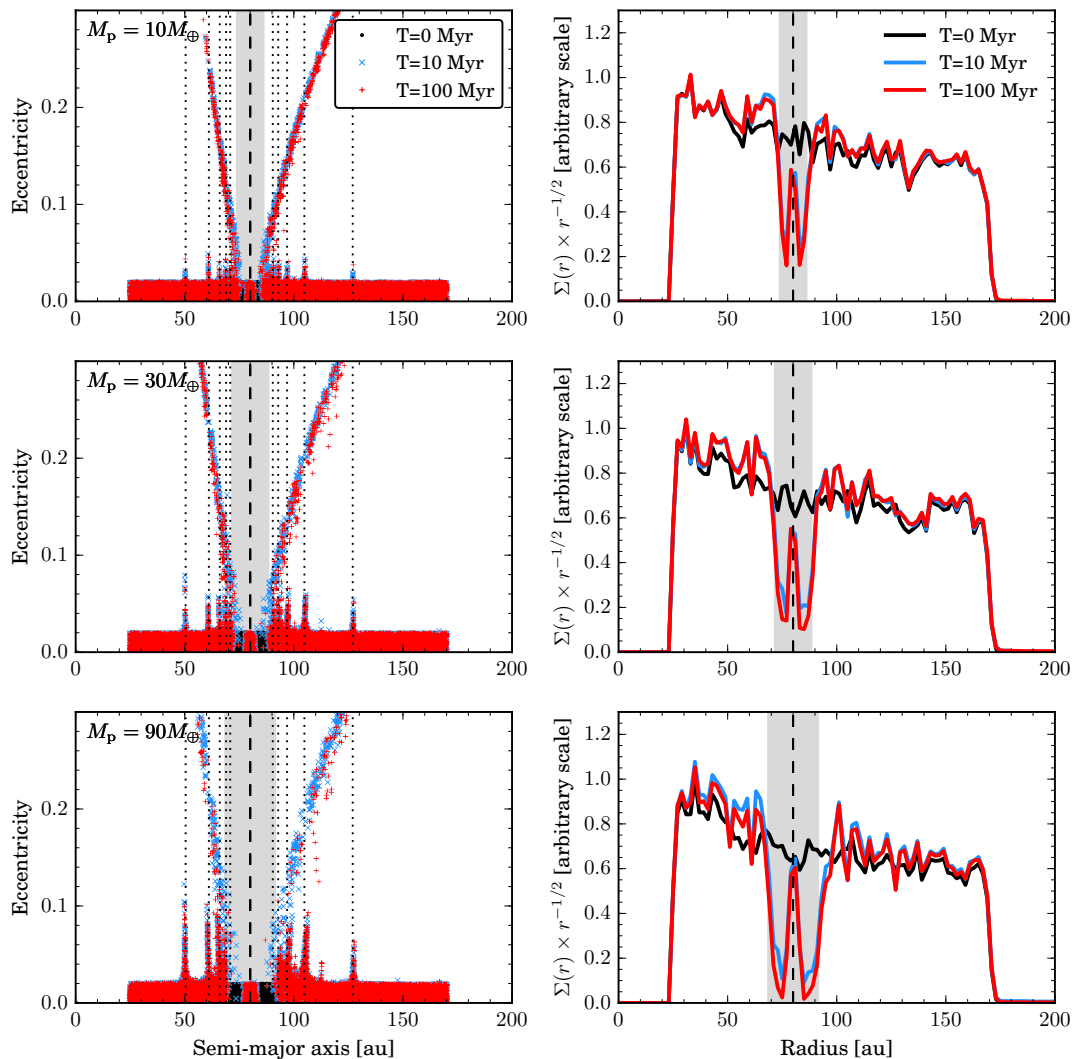 M_p = 10M_⊕
T=0 Myr
T=10 Myr
T=100 Myr
Eccentricity
0.2
0.1
0.0
0 50 100 150 200
T=0 Myr
T=10 Myr
T=100 Myr
Σ(r) × r^{-1/2} [arbitrary scale]
1.2
1.0
0.8
0.6
0.4
0.2
0.0
0 50 100 150 200
M_p = 30M_⊕
Eccentricity
0.2
0.1
0.0
0 50 100 150 200
Σ(r) × r^{-1/2} [arbitrary scale]
1.2
1.0
0.8
0.6
0.4
0.2
0.0
0 50 100 150 200
M_p = 90M_⊕
Eccentricity
0.2
0.1
0.0
0 50 100 150 200
Semi-major axis [au]
Σ(r) × r^{-1/2} [arbitrary scale]
1.2
1.0
0.8
0.6
0.4
0.2
0.0
0 50 100 150 200
Radius [au]